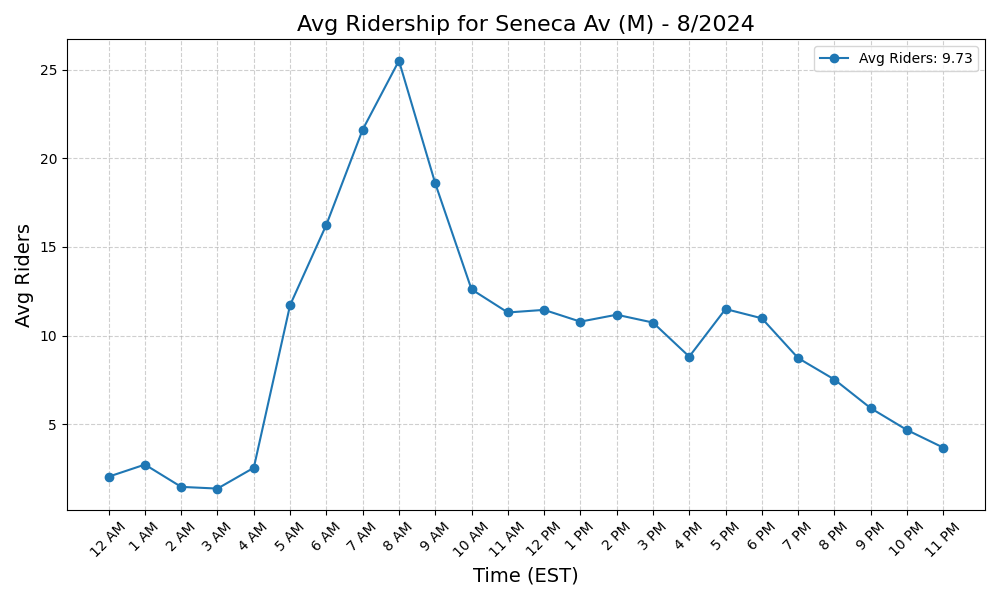 Avg Ridership for Seneca Av (M) - 8/2024
Avg Riders: 9.73
Avg Riders
25
20
15
10
5
12 AM
1 AM
2 AM
3 AM
4 AM
5 AM
6 AM
7 AM
8 AM
9 AM
10 AM
11 AM
12 PM
1 PM
2 PM
3 PM
4 PM
5 PM
6 PM
7 PM
8 PM
9 PM
10 PM
11 PM
Time (EST)